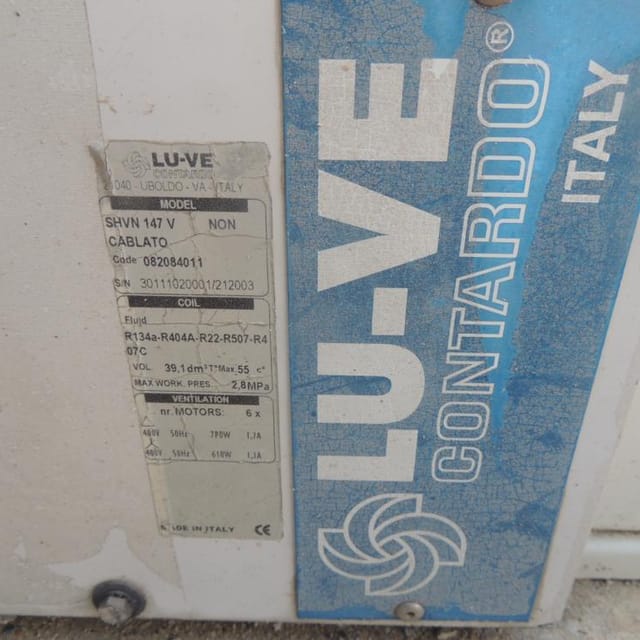 LU-VE
CONTARDO
040 - UBOLDO - VA - ITALY
MODEL
SHVN 147 V NON
CABLATO
Code 082084011
S/N 30111020001/212003
COIL
Fluid
R134a-R404A-R22-R507-R4
07C
VOL. 39,1 dm³ Max. 55 c°
MAX WORK. PRES. 2,8 MPa
VENTILATION
nr. MOTORS: 6 x
400V 50Hz 790W 1,7A
400V 50Hz 610W 1,1A
MADE IN ITALY CE
LU-VE
CONTARDO®
ITALY